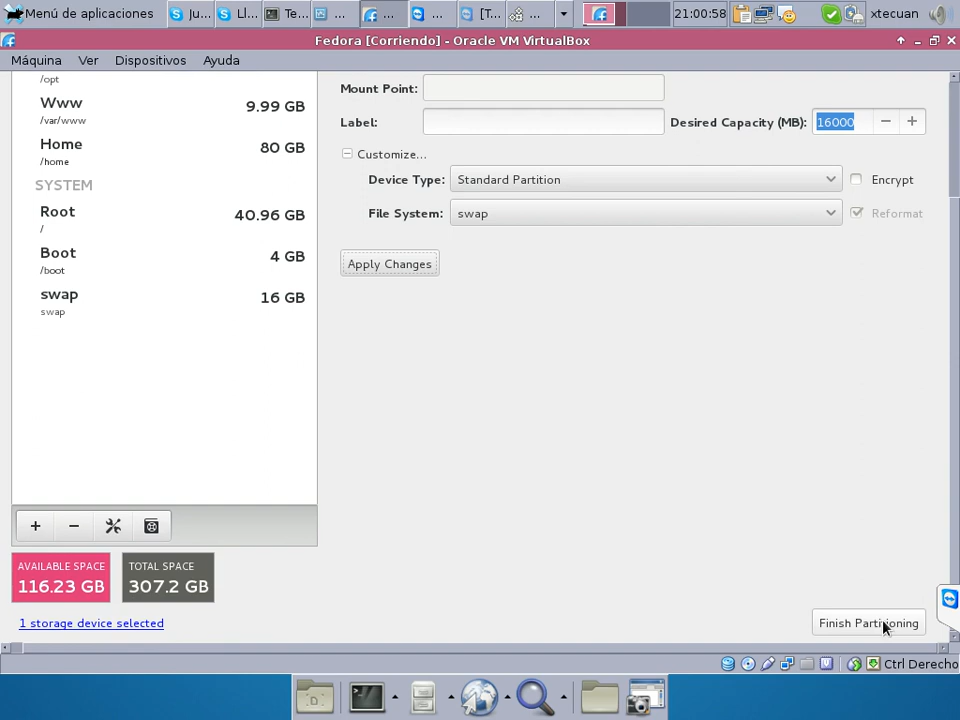 Menú de aplicaciones
Ju...
Ll...
Te...
...
...
...
[T...
...
21:00:58
xtecuan
Fedora [Corriendo] - Oracle VM VirtualBox
Máquina Ver Dispositivos Ayuda
/opt
Www 9.99 GB
/var/www
Home 80 GB
/home
SYSTEM
Root 40.96 GB
/
Boot 4 GB
/boot
swap 16 GB
swap
Mount Point:
Label:
Desired Capacity (MB): 16000 − +
Customize...
Device Type: Standard Partition
Encrypt
File System: swap
Reformat
Apply Changes
+ −
AVAILABLE SPACE
116.23 GB
TOTAL SPACE
307.2 GB
1 storage device selected
Finish Partitioning
Ctrl Derecho